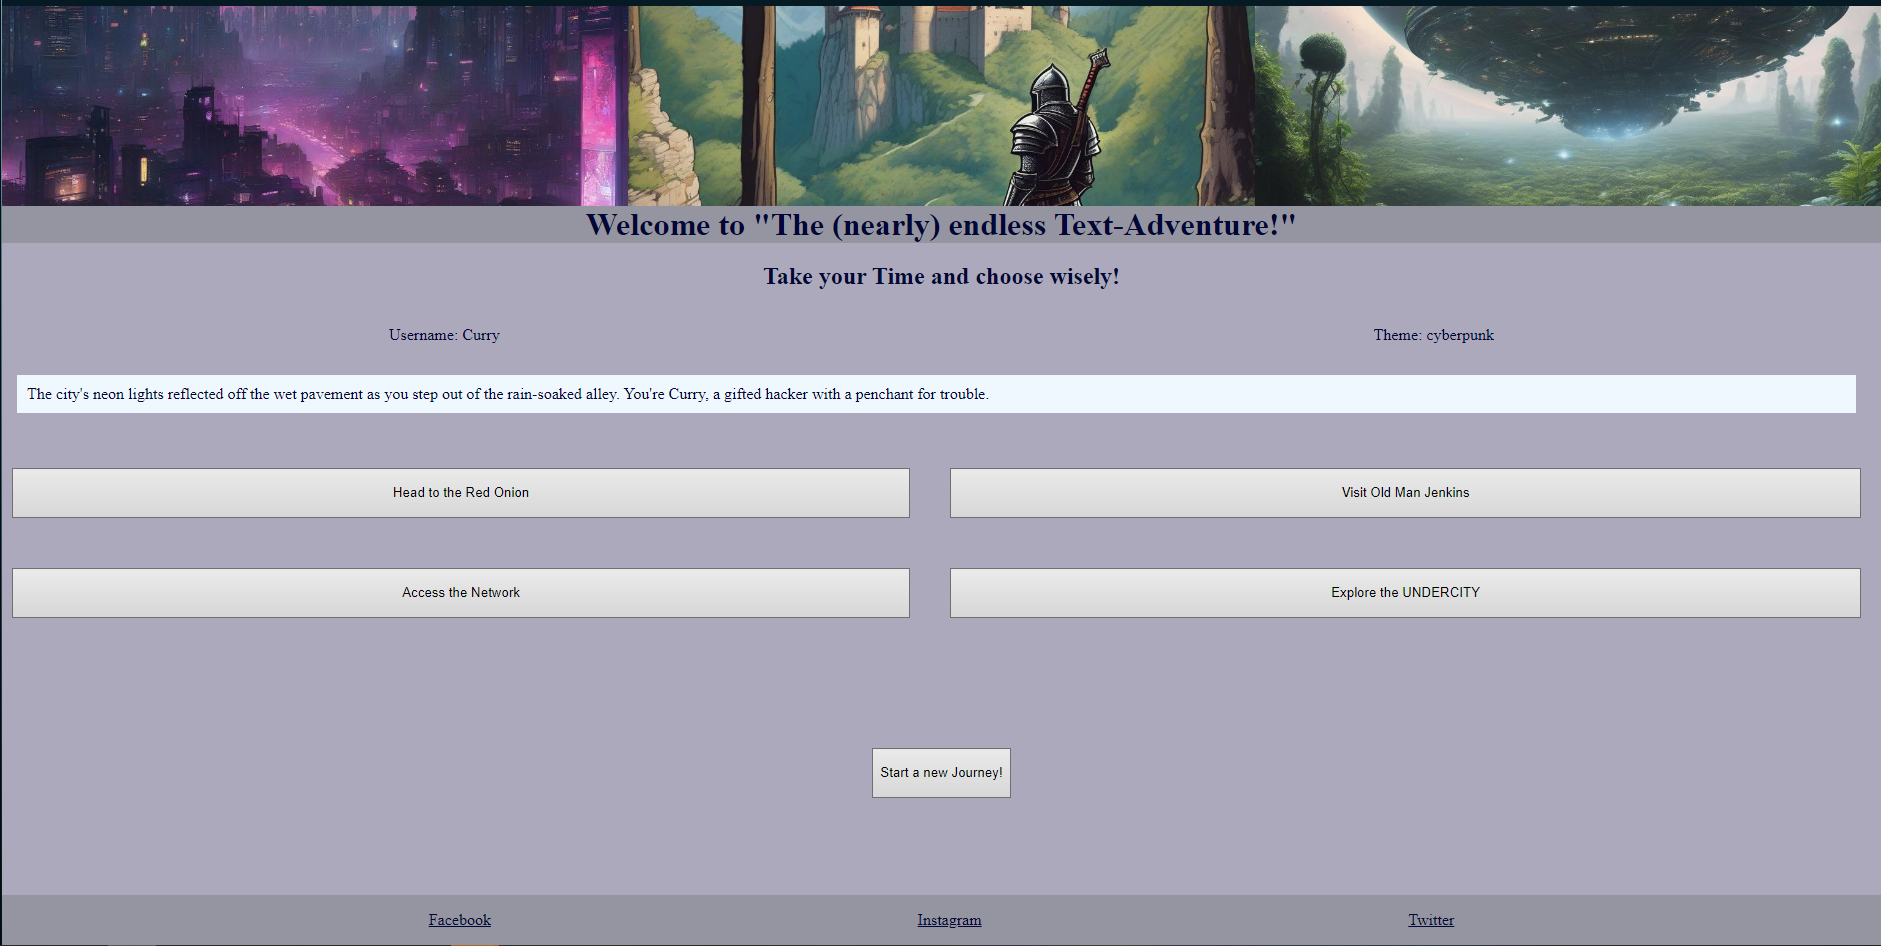 Welcome to "The (nearly) endless Text-Adventure!"
Take your Time and choose wisely!
Username: Curry
Theme: cyberpunk
The city's neon lights reflected off the wet pavement as you step out of the rain-soaked alley. You're Curry, a gifted hacker with a penchant for trouble.
Head to the Red Onion
Visit Old Man Jenkins
Access the Network
Explore the UNDERCITY
Start a new Journey!
Facebook
Instagram
Twitter